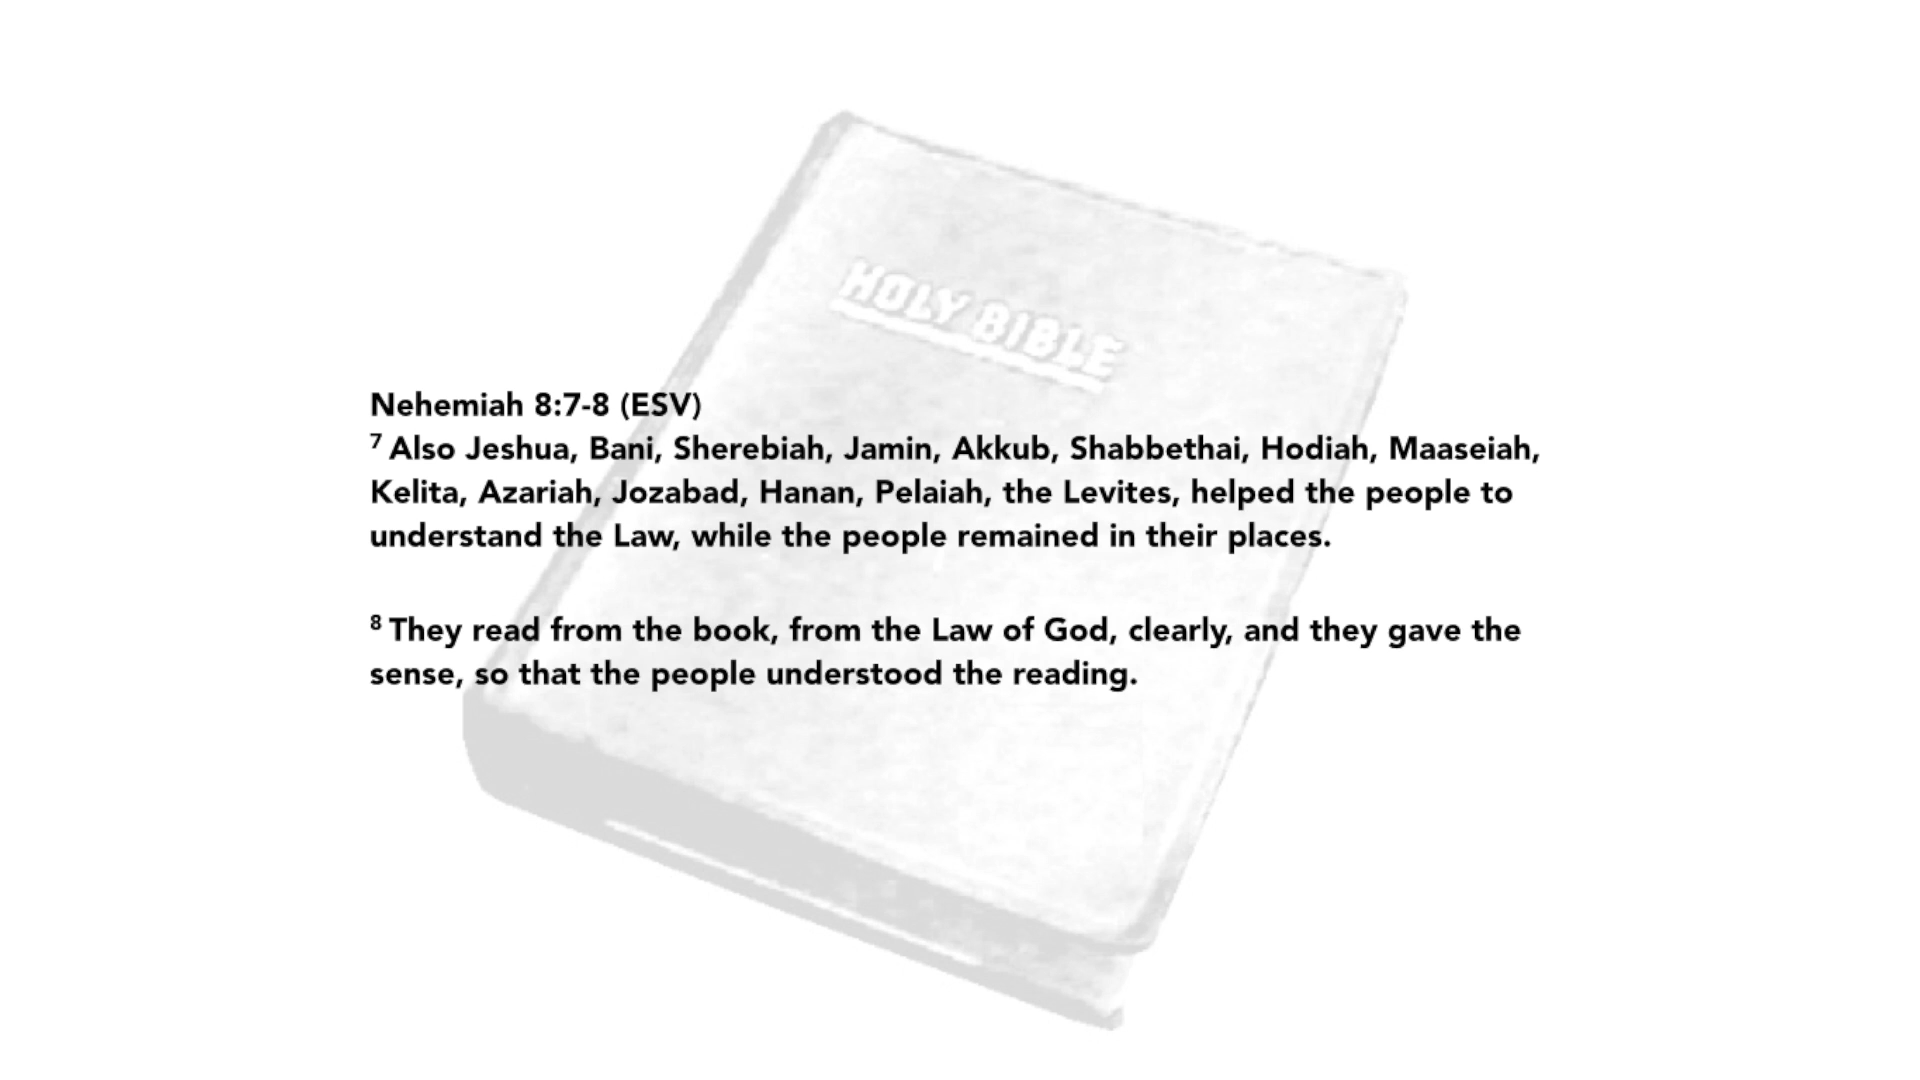 HOLY BIBLE
Nehemiah 8:7-8 (ESV)
7 Also Jeshua, Bani, Sherebiah, Jamin, Akkub, Shabbethai, Hodiah, Maaseiah,
Kelita, Azariah, Jozabad, Hanan, Pelaiah, the Levites, helped the people to
understand the Law, while the people remained in their places.
8 They read from the book, from the Law of God, clearly, and they gave the
sense, so that the people understood the reading.